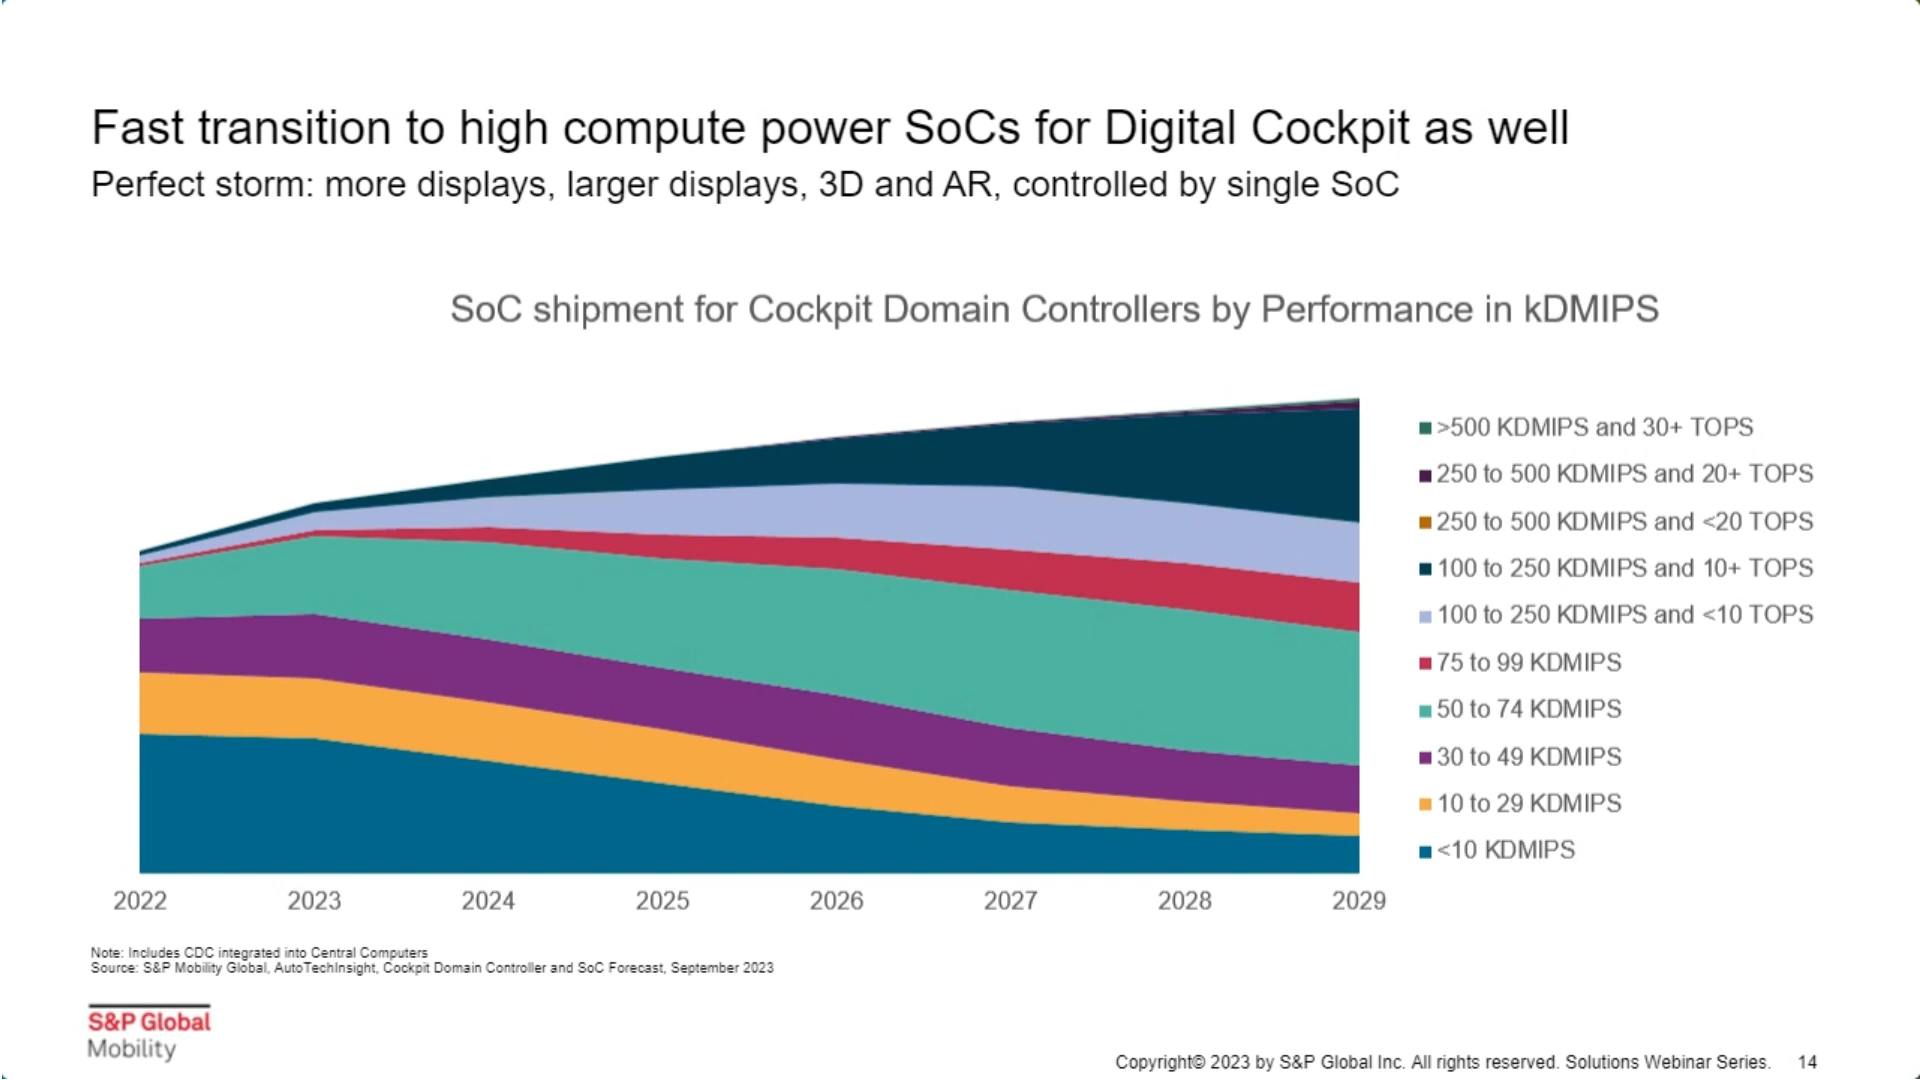 Fast transition to high compute power SoCs for Digital Cockpit as well
Perfect storm: more displays, larger displays, 3D and AR, controlled by single SoC
SoC shipment for Cockpit Domain Controllers by Performance in kDMIPS
>500 KDMIPS and 30+ TOPS
250 to 500 KDMIPS and 20+ TOPS
250 to 500 KDMIPS and <20 TOPS
100 to 250 KDMIPS and 10+ TOPS
100 to 250 KDMIPS and <10 TOPS
75 to 99 KDMIPS
50 to 74 KDMIPS
30 to 49 KDMIPS
10 to 29 KDMIPS
<10 KDMIPS
2022 2023 2024 2025 2026 2027 2028 2029
Note: Includes CDC integrated into Central Computers
Source: S&P Mobility Global, AutoTechInsight, Cockpit Domain Controller and SoC Forecast, September 2023
S&P Global
Mobility
Copyright© 2023 by S&P Global Inc. All rights reserved. Solutions Webinar Series. 14